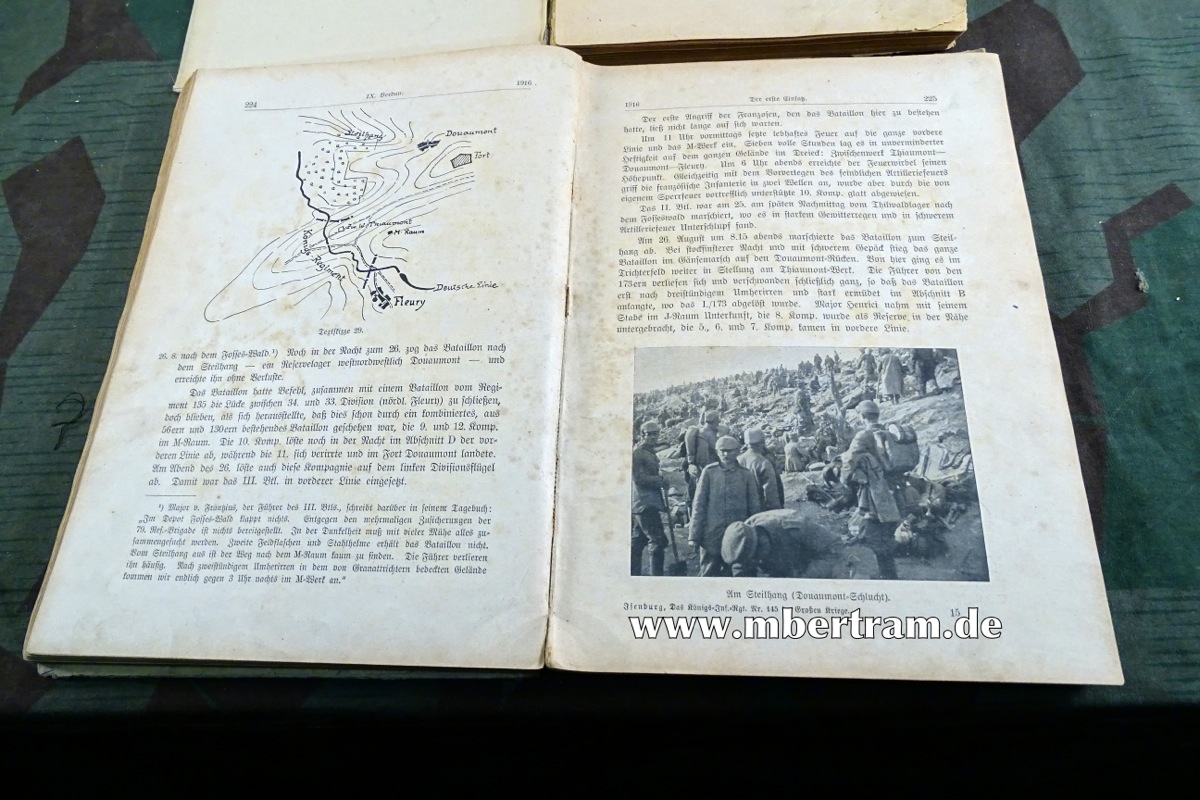 224
IX. Verdun.
1916
Steilhang
Douaumont
Fort
Zw. W. Thiaumont
M-Raum
Königs-Regiment
Deutsche Linie
Fleury
Textskizze 29.
26. 8. nach dem Fosses-Wald.¹) Noch in der Nacht zum 26. zog das Bataillon nach
dem Steilhang — ein Reservelager westnordwestlich Douaumont — und
erreichte ihn ohne Verluste.
Das Bataillon hatte Befehl, zusammen mit einem Bataillon vom Regi-
ment 135 die Lücke zwischen 34. und 33. Division (nördl. Fleury) zu schließen,
doch blieben, als sich herausstellte, daß dies schon durch ein kombiniertes, aus
56ern und 130ern bestehendes Bataillon geschehen war, die 9. und 12. Komp.
im M-Raum. Die 10. Komp. löste noch in der Nacht im Abschnitt D der vor-
deren Linie ab, während die 11. sich verirrte und im Fort Douaumont landete.
Am Abend des 26. löste auch diese Kompagnie auf dem linken Divisionsflügel
ab. Damit war das III. Btl. in vorderer Linie eingesetzt.
¹) Major v. Franzius, der Führer des III. Btls., schreibt darüber in seinem Tagebuch:
„Im Depot Fosses-Wald klappt nichts. Entgegen den mehrmaligen Zusicherungen der
79. Res.-Brigade ist nichts bereitgestellt. In der Dunkelheit muß mit vieler Mühe alles zu-
sammengesucht werden. Zweite Feldflaschen und Stahlhelme erhält das Bataillon nicht.
Vom Steilhang aus ist der Weg nach dem M-Raum kaum zu finden. Die Führer verlieren
ihn häufig. Nach zweistündigem Umherirren in dem von Granattrichtern bedeckten Gelände
kommen wir endlich gegen 3 Uhr nachts im M-Werk an."
1916
Der erste Einsatz.
225
Der erste Angriff der Franzosen, den das Bataillon hier zu bestehen
hatte, ließ nicht lange auf sich warten.
Um 11 Uhr vormittags setzte lebhaftes Feuer auf die ganze vordere
Linie und das M-Werk ein. Sieben volle Stunden lag es in unverminderter
Heftigkeit auf dem ganzen Gelände im Dreieck: Zwischenwerk Thiaumont—
Douaumont—Fleury. Um 6 Uhr abends erreichte der Feuerwirbel seinen
Höhepunkt. Gleichzeitig mit dem Vorverlegen des feindlichen Artilleriefeuers
griff die französische Infanterie in zwei Wellen an, wurde aber durch die von
eigenem Sperrfeuer vortrefflich unterstützte 10. Komp. glatt abgewiesen.
Das II. Btl. war am 25. am späten Nachmittag vom Thilwaldlager nach
dem Fosseswald marschiert, wo es in starkem Gewitterregen und in schwerem
Artilleriefeuer Unterschlupf fand.
Am 26. August um 8.15 abends marschierte das Bataillon zum Steil-
hang ab. Bei stockfinsterer Nacht und mit schwerem Gepäck stieg das ganze
Bataillon im Gänsemarsch auf den Douaumont-Rücken. Von hier ging es im
Trichterfeld weiter in Stellung am Thiaumont-Werk. Die Führer von den
173ern verliefen sich und verschwanden schließlich ganz, so daß das Bataillon
erst nach dreistündigem Umherirren und stark ermüdet im Abschnitt B
anlangte, wo das I./173 abgelöst wurde. Major Henrici nahm mit seinem
Stabe im J-Raum Unterkunft, die 8. Komp. wurde als Reserve in der Nähe
untergebracht, die 5., 6. und 7. Komp. kamen in vordere Linie.
Am Steilhang (Douaumont-Schlucht).
Isenburg, Das Königs-Inf.-Rgt. Nr. 145 Großen Kriege.
15
www.mbertram.de